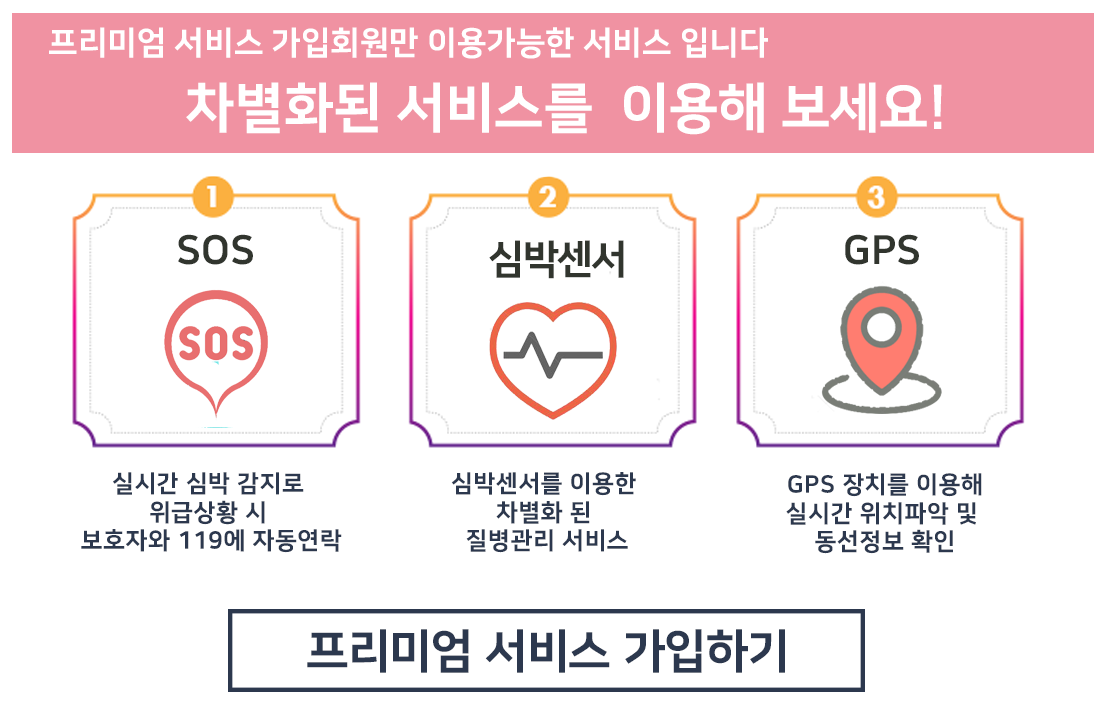 프리미엄 서비스 가입회원만 이용가능한 서비스 입니다
차별화된 서비스를 이용해 보세요!
1
SOS
SOS
실시간 심박 감지로
위급상황 시
보호자와 119에 자동연락
2
심박센서
심박센서를 이용한
차별화 된
질병관리 서비스
3
GPS
GPS 장치를 이용해
실시간 위치파악 및
동선정보 확인
프리미엄 서비스 가입하기